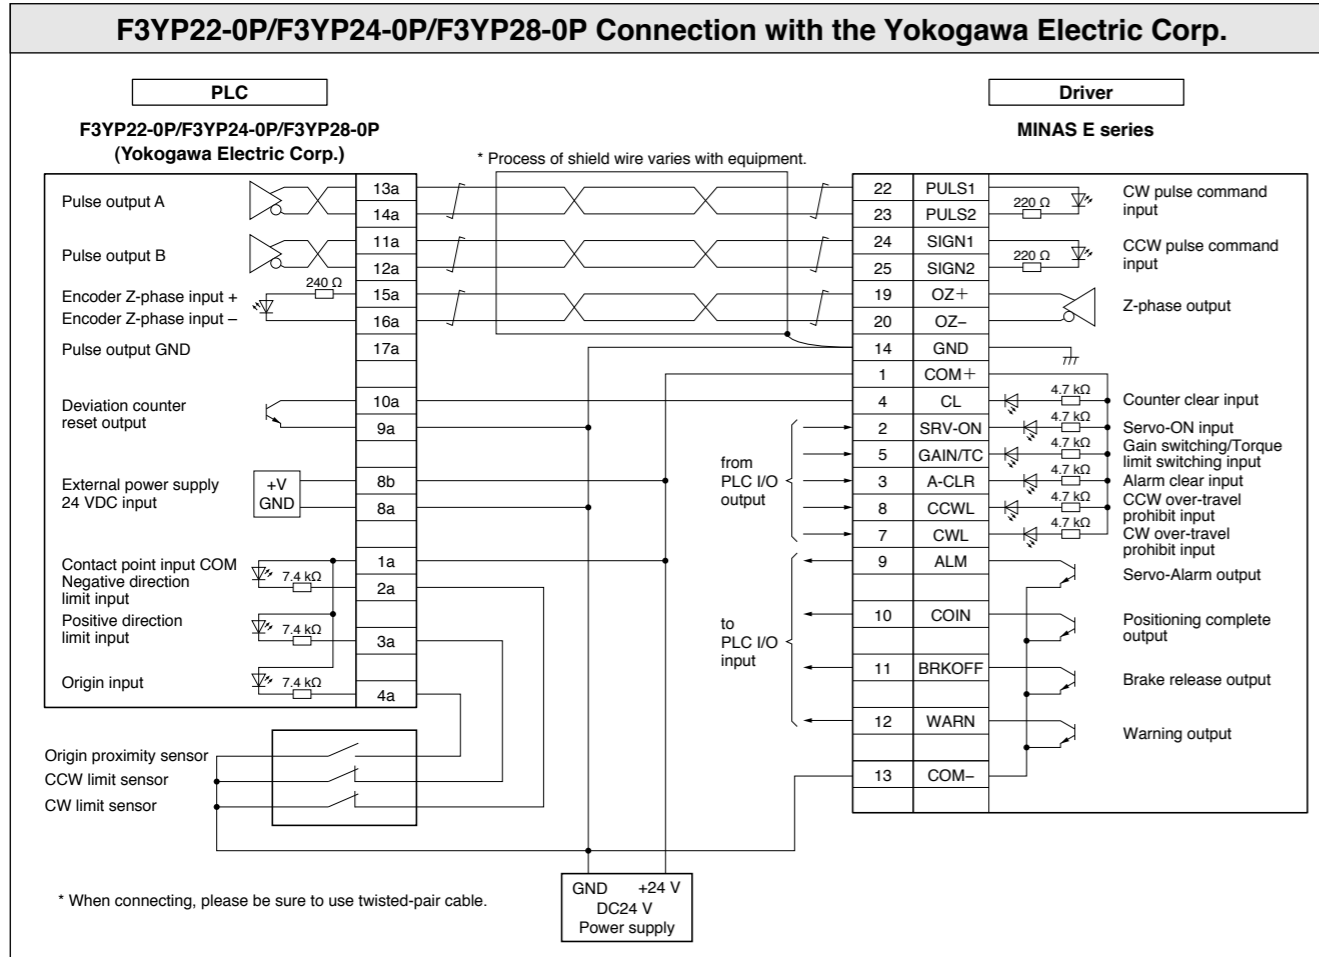 F3YP22-0P/F3YP24-0P/F3YP28-0P Connection with the Yokogawa Electric Corp.
PLC
F3YP22-0P/F3YP24-0P/F3YP28-0P
(Yokogawa Electric Corp.)
Driver
MINAS E series
* Process of shield wire varies with equipment.
Pulse output A
13a
14a
Pulse output B
11a
12a
240 Ω
Encoder Z-phase input +
15a
Encoder Z-phase input –
16a
Pulse output GND
17a
Deviation counter
reset output
10a
9a
External power supply
24 VDC input
+V
GND
8b
8a
Contact point input COM
1a
Negative direction
limit input
7.4 kΩ
2a
Positive direction
limit input
7.4 kΩ
3a
Origin input
7.4 kΩ
4a
Origin proximity sensor
CCW limit sensor
CW limit sensor
* When connecting, please be sure to use twisted-pair cable.
GND +24 V
DC24 V
Power supply
from
PLC I/O
output
to
PLC I/O
input
22 PULS1
23 PULS2
220 Ω
CW pulse command
input
24 SIGN1
25 SIGN2
220 Ω
CCW pulse command
input
19 OZ+
20 OZ–
Z-phase output
14 GND
1 COM+
4 CL
4.7 kΩ
Counter clear input
2 SRV-ON
4.7 kΩ
Servo-ON input
5 GAIN/TC
4.7 kΩ
Gain switching/Torque
limit switching input
3 A-CLR
4.7 kΩ
Alarm clear input
8 CCWL
4.7 kΩ
CCW over-travel
prohibit input
7 CWL
4.7 kΩ
CW over-travel
prohibit input
9 ALM
Servo-Alarm output
10 COIN
Positioning complete
output
11 BRKOFF
Brake release output
12 WARN
Warning output
13 COM–